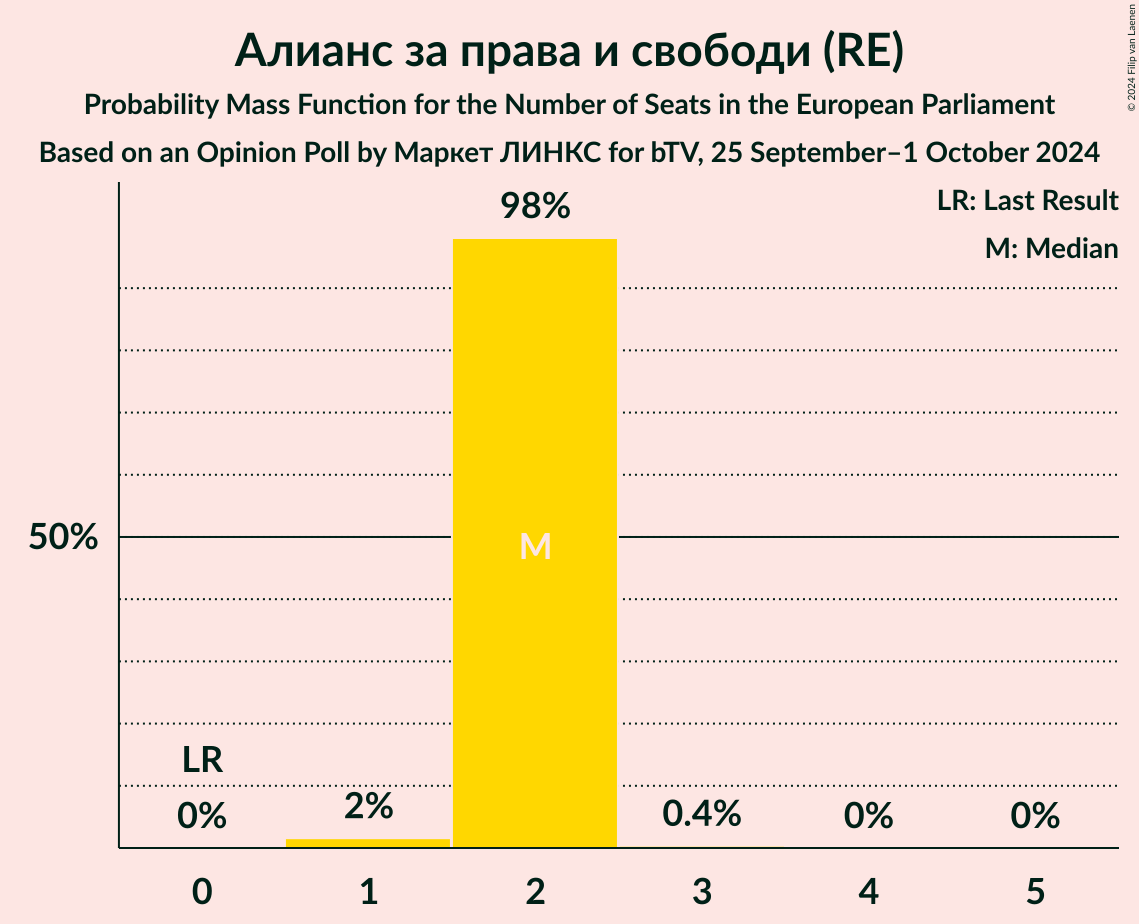 Алианс за права и свободи (RE)
Probability Mass Function for the Number of Seats in the European Parliament
Based on an Opinion Poll by Маркет ЛИНКС for bTV, 25 September–1 October 2024
© 2024 Filip van Laenen
LR: Last Result
M: Median
98%
50%
M
LR
0%
2%
0.4%
0%
0%
0 1 2 3 4 5